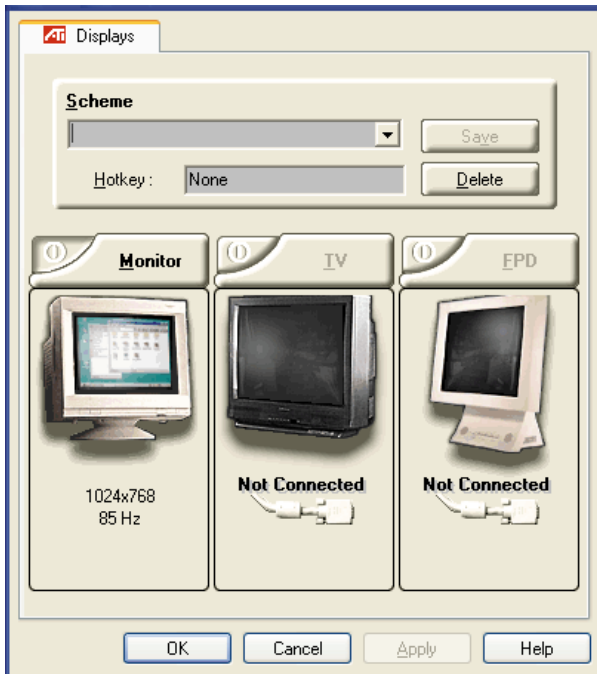 ATI Displays
Scheme
Save
Hotkey : None
Delete
Monitor
TV
FPD
1024x768
85 Hz
Not Connected
Not Connected
OK
Cancel
Apply
Help